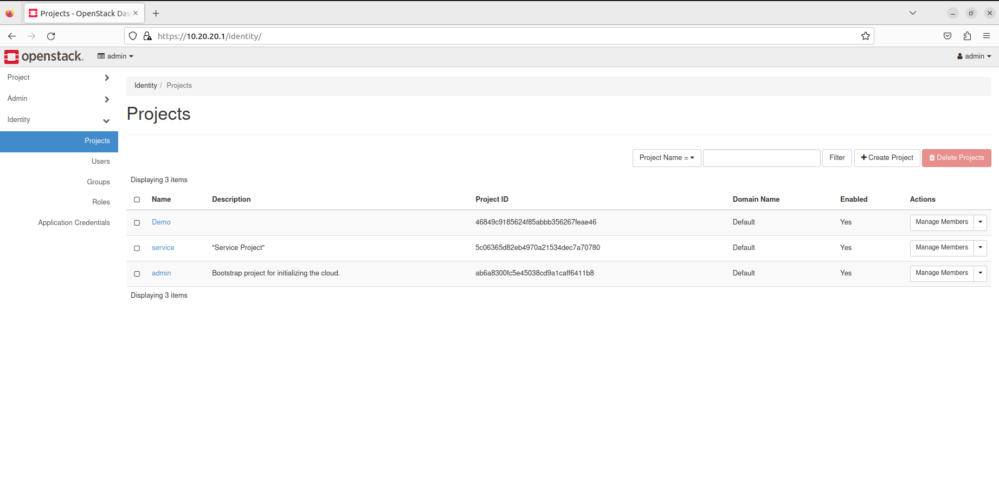 Projects - OpenStack Das
https://10.20.20.1/identity/
openstack. admin admin
Project
Admin
Identity
Projects
Users
Groups
Roles
Application Credentials
Identity / Projects
Projects
Project Name = Filter Create Project Delete Projects
Displaying 3 items
Name Description Project ID Domain Name Enabled Actions
Demo 46849c9185624f85abbb356267feae46 Default Yes Manage Members
service "Service Project" 5c06365d82eb4970a21534dec7a70780 Default Yes Manage Members
admin Bootstrap project for initializing the cloud. ab6a8300fc5e45038cd9a1caff6411b8 Default Yes Manage Members
Displaying 3 items